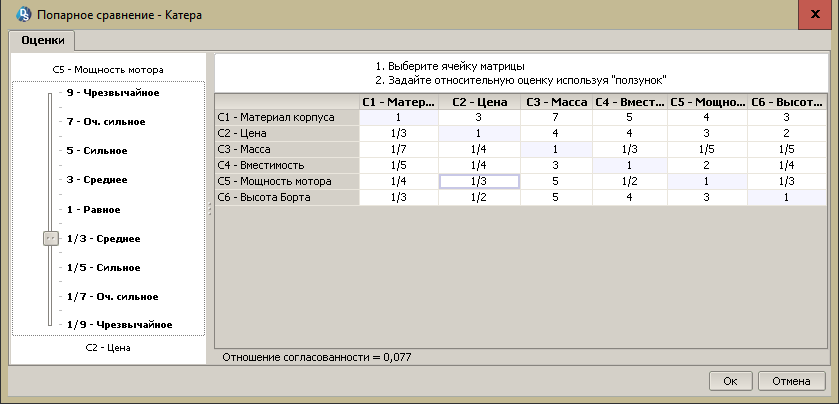 Попарное сравнение - Катера
x
Оценки
C5 - Мощность мотора
9 - Чрезвычайное
7 - Оч. сильное
5 - Сильное
3 - Среднее
1 - Равное
1/3 - Среднее
1/5 - Сильное
1/7 - Оч. сильное
1/9 - Чрезвычайное
C2 - Цена
1. Выберите ячейку матрицы
2. Задайте относительную оценку используя "ползунок"
C1 - Матер... C2 - Цена C3 - Масса C4 - Вмест... C5 - Мощно... C6 - Высот...
C1 - Материал корпуса 1 3 7 5 4 3
C2 - Цена 1/3 1 4 4 3 2
C3 - Масса 1/7 1/4 1 1/3 1/5 1/5
C4 - Вместимость 1/5 1/4 3 1 2 1/4
C5 - Мощность мотора 1/4 1/3 5 1/2 1 1/3
C6 - Высота Борта 1/3 1/2 5 4 3 1
Отношение согласованности = 0,077
Ок Отмена